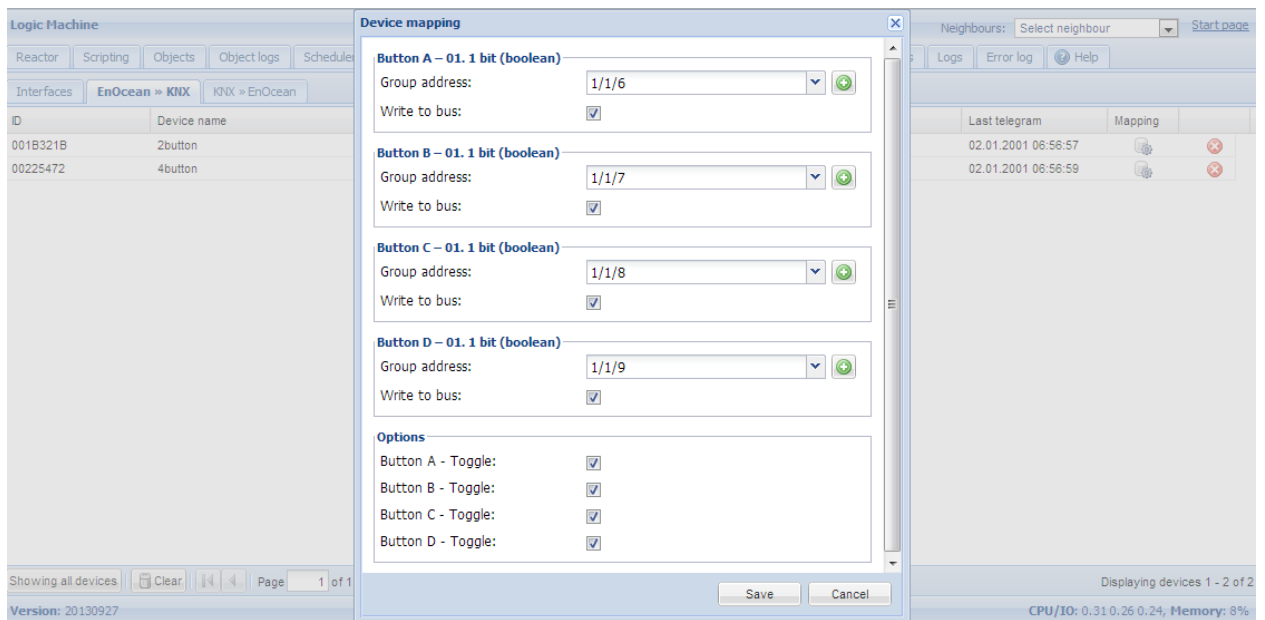 Logic Machine
Device mapping
Neighbours: Select neighbour Start page
Reactor Scripting Objects Object logs Scheduler Logs Error log Help
Interfaces EnOcean » KNX KNX » EnOcean
ID Device name Last telegram Mapping
001B321B 2button 02.01.2001 06:56:57
00225472 4button 02.01.2001 06:56:59
Button A – 01. 1 bit (boolean)
Group address: 1/1/6
Write to bus:
Button B – 01. 1 bit (boolean)
Group address: 1/1/7
Write to bus:
Button C – 01. 1 bit (boolean)
Group address: 1/1/8
Write to bus:
Button D – 01. 1 bit (boolean)
Group address: 1/1/9
Write to bus:
Options
Button A - Toggle:
Button B - Toggle:
Button C - Toggle:
Button D - Toggle:
Save Cancel
Showing all devices Clear Page 1 of 1 Displaying devices 1 - 2 of 2
Version: 20130927 CPU/IO: 0.31 0.26 0.24, Memory: 8%